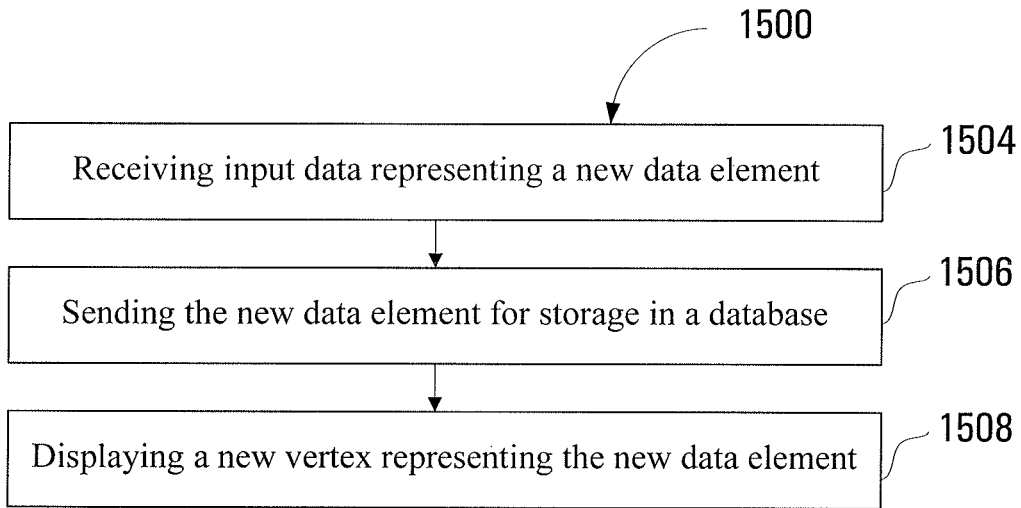 1500
Receiving input data representing a new data element
1504
Sending the new data element for storage in a database
1506
Displaying a new vertex representing the new data element
1508